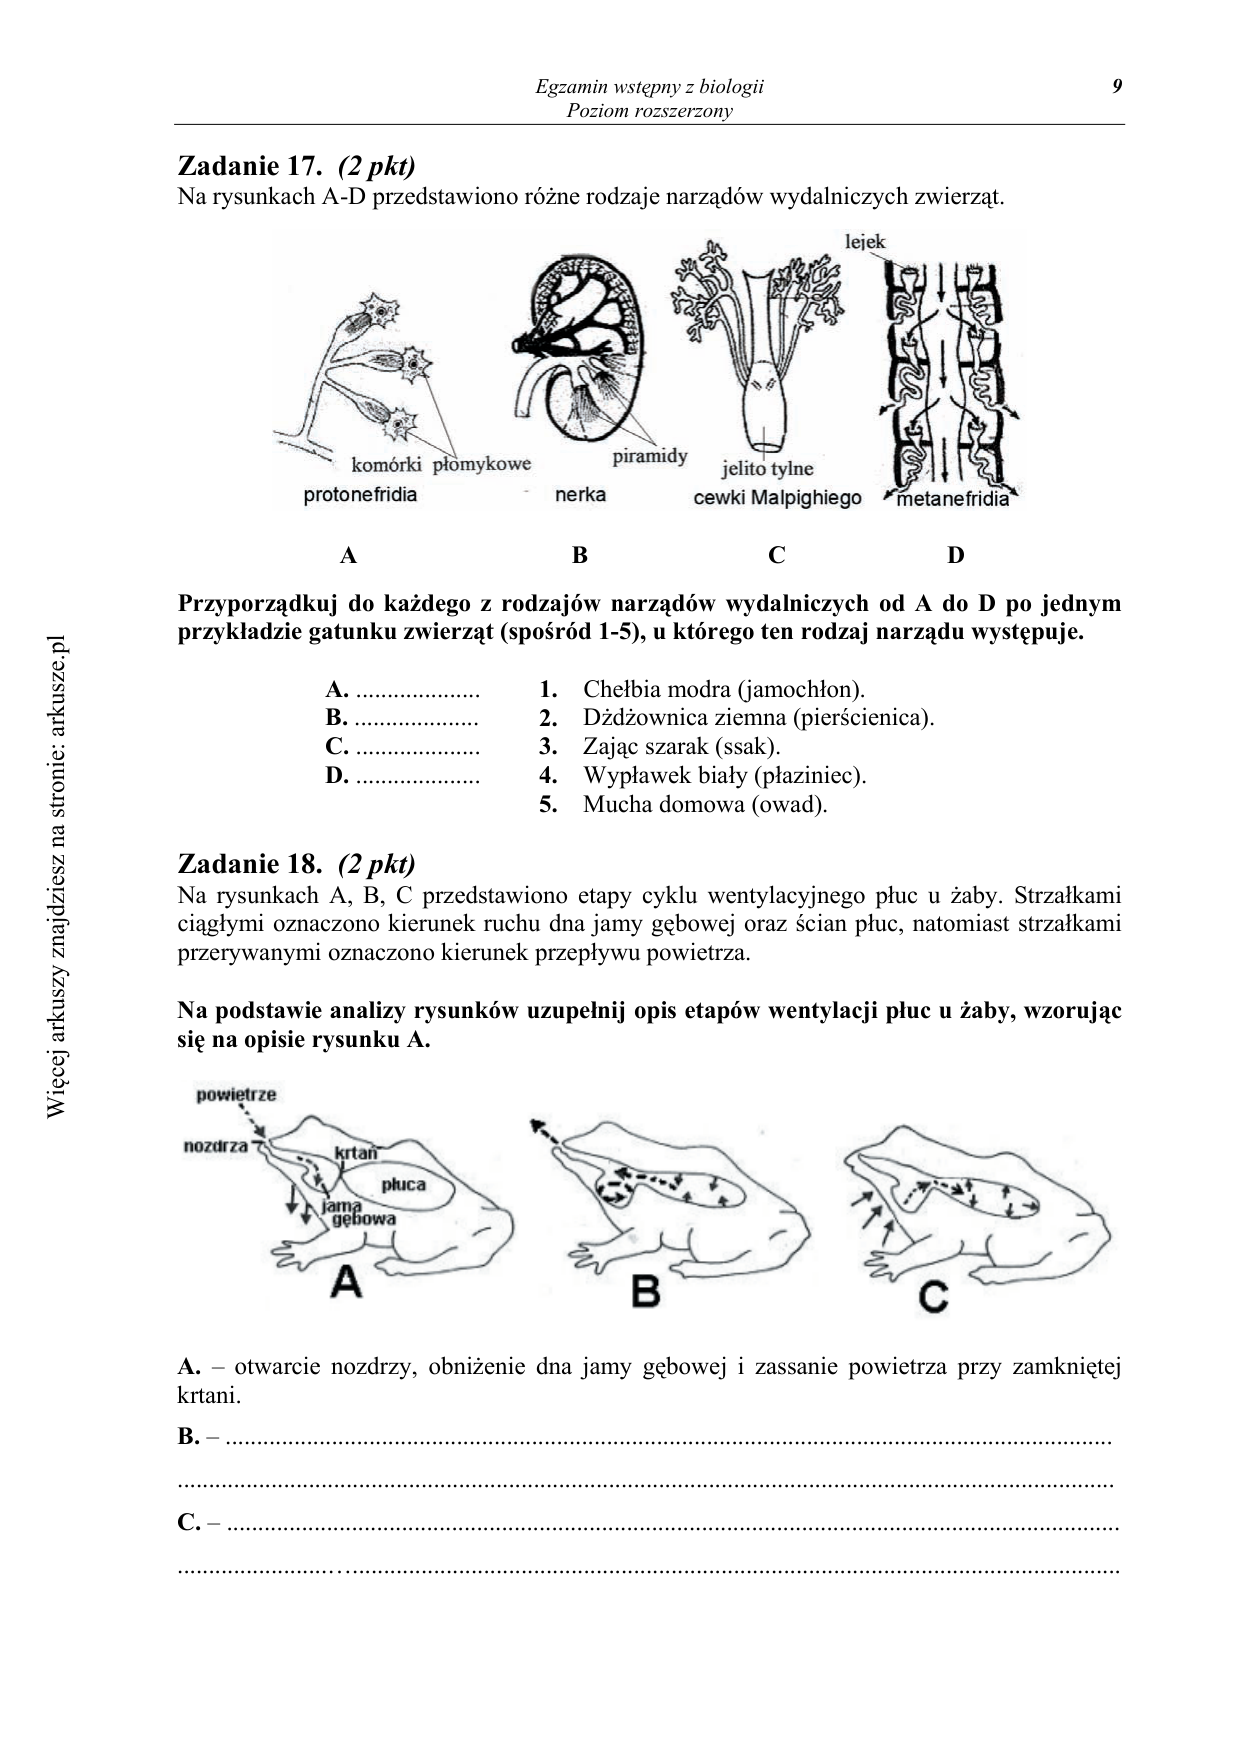 Egzamin wstępny z biologii
Poziom rozszerzony
9
Zadanie 17. (2 pkt)
Na rysunkach A-D przedstawiono różne rodzaje narządów wydalniczych zwierząt.
lejek
komórki płomykowe
piramidy
jelito tylne
protonefridia
nerka
cewki Malpighiego
metanefridia
A B C D
Przyporządkuj do każdego z rodzajów narządów wydalniczych od A do D po jednym
przykładzie gatunku zwierząt (spośród 1-5), u którego ten rodzaj narządu występuje.
A. .................... 1. Chełbia modra (jamochłon).
B. .................... 2. Dżdżownica ziemna (pierścienica).
C. .................... 3. Zając szarak (ssak).
D. .................... 4. Wypławek biały (płaziniec).
5. Mucha domowa (owad).
Zadanie 18. (2 pkt)
Na rysunkach A, B, C przedstawiono etapy cyklu wentylacyjnego płuc u żaby. Strzałkami
ciągłymi oznaczono kierunek ruchu dna jamy gębowej oraz ścian płuc, natomiast strzałkami
przerywanymi oznaczono kierunek przepływu powietrza.
Na podstawie analizy rysunków uzupełnij opis etapów wentylacji płuc u żaby, wzorując
się na opisie rysunku A.
powietrze
nozdrza
krtań
płuca
jama
gębowa
A
B
C
A. – otwarcie nozdrzy, obniżenie dna jamy gębowej i zassanie powietrza przy zamkniętej
krtani.
B. – ..............................................................................................................................................
......................................................................................................................................................
C. – ..............................................................................................................................................
......................................................................................................................................................
Więcej arkuszy znajdziesz na stronie: arkusze.pl